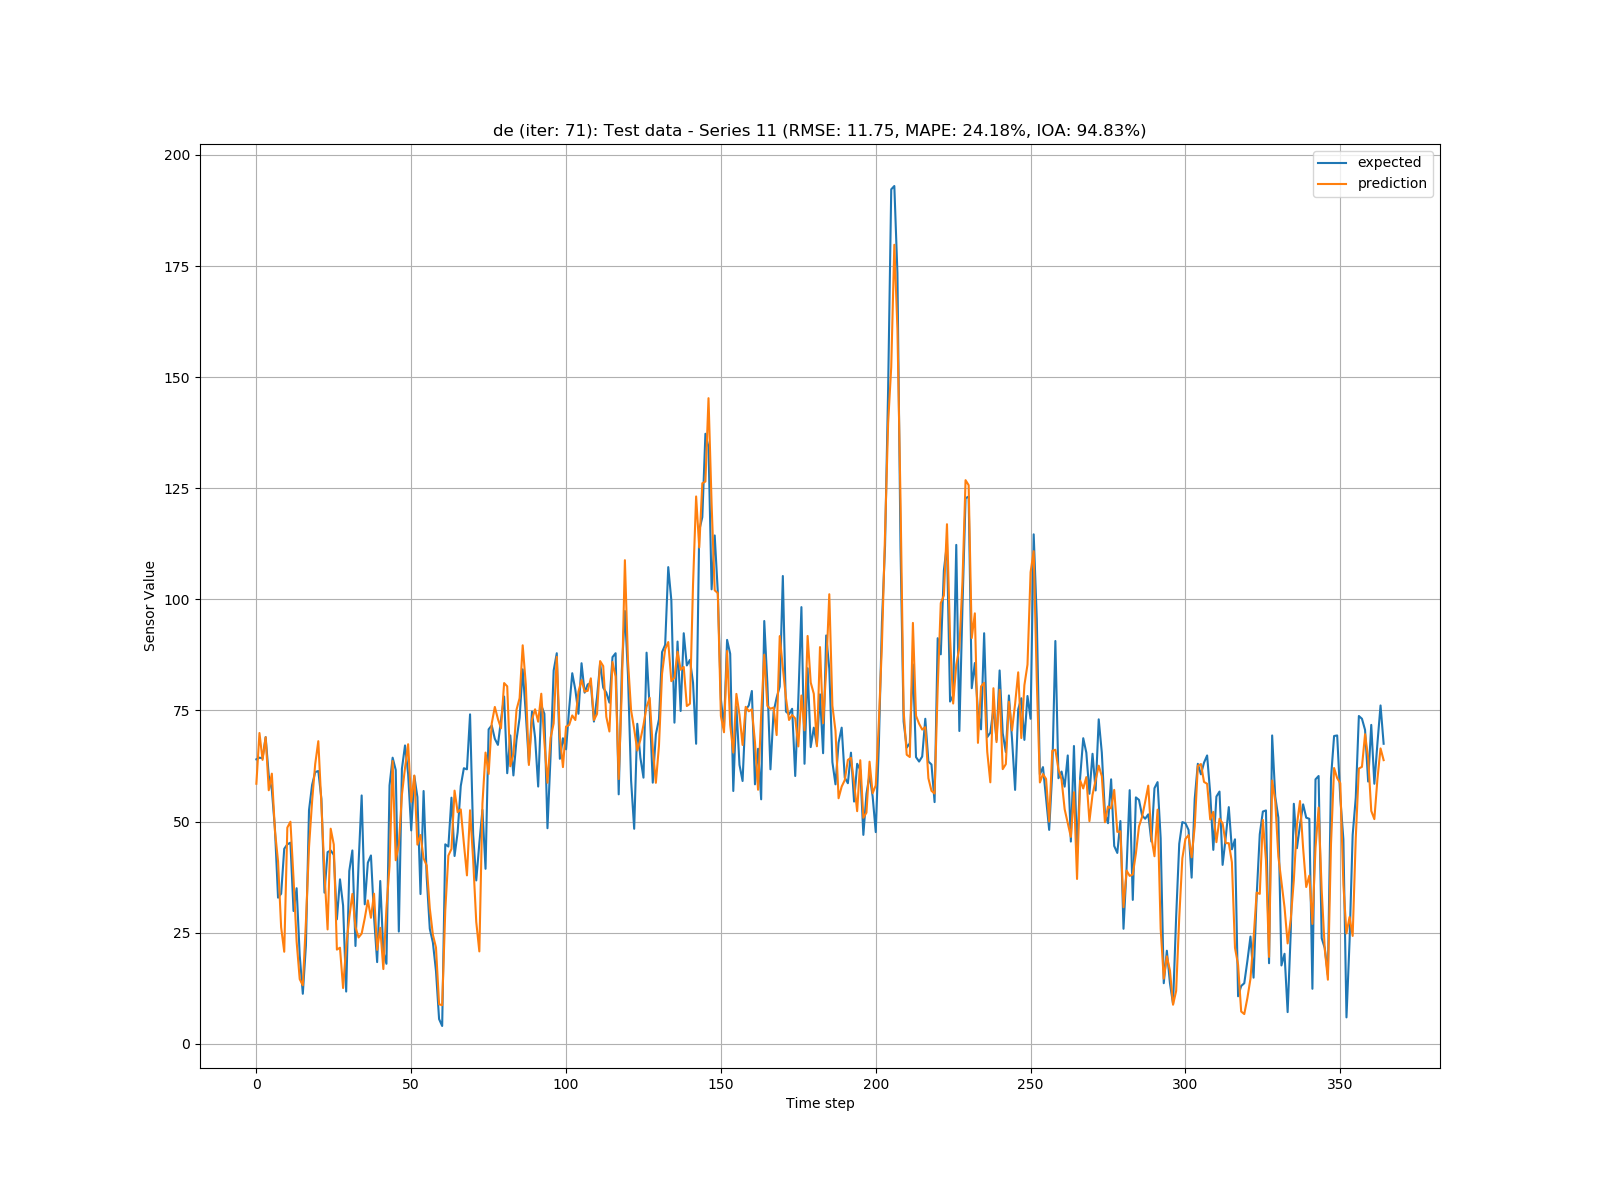 de (iter: 71): Test data - Series 11 (RMSE: 11.75, MAPE: 24.18%, IOA: 94.83%)
expected
prediction
200
175
150
125
100
75
50
25
0
Sensor Value
0 50 100 150 200 250 300 350
Time step